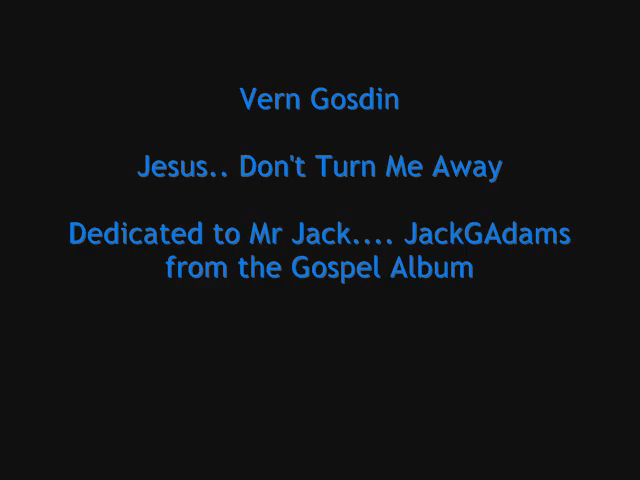 Vern Gosdin
Jesus.. Don't Turn Me Away
Dedicated to Mr Jack.... JackGAdams
from the Gospel Album